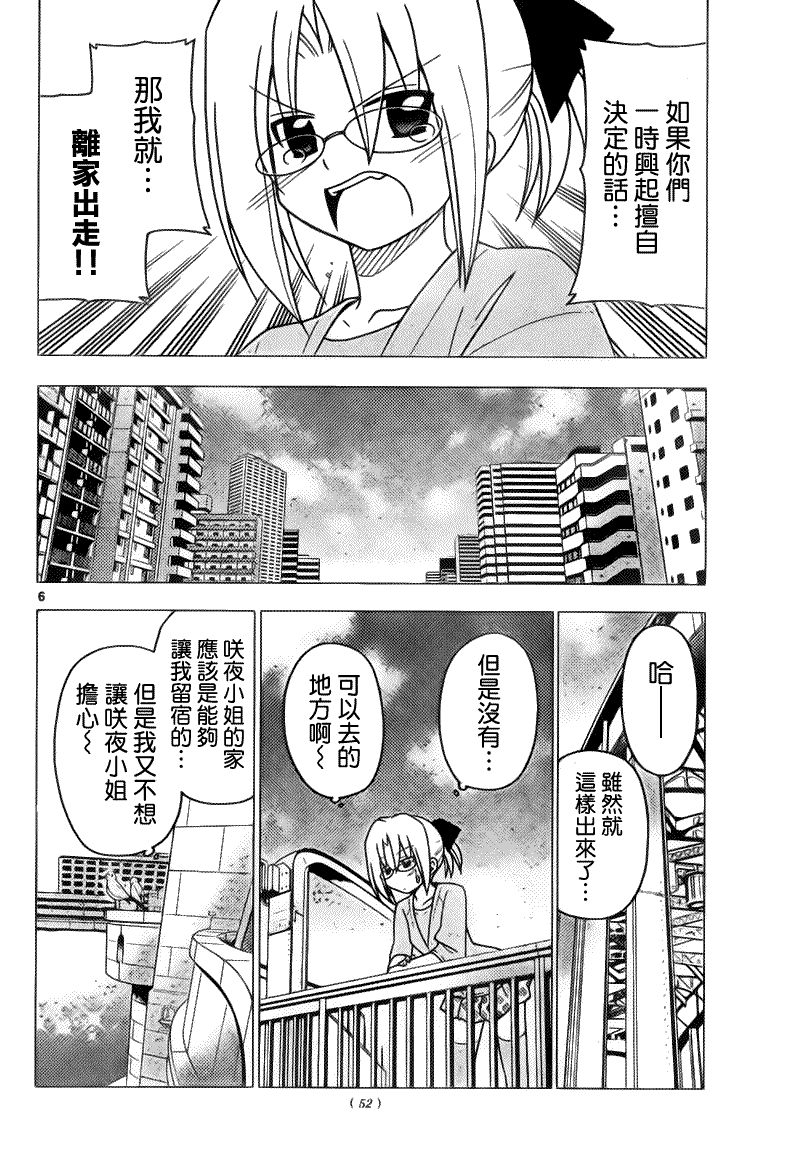 如果你們
一時興起擅自
決定的話…
那我就…
離家出走!!
6
哈——
雖然就
這樣出來了…
但是沒有…
可以去的
地方啊～
咲夜小姐的家
應該是能夠
讓我留宿的…
但是我又不想
讓咲夜小姐
擔心～
( 52 )